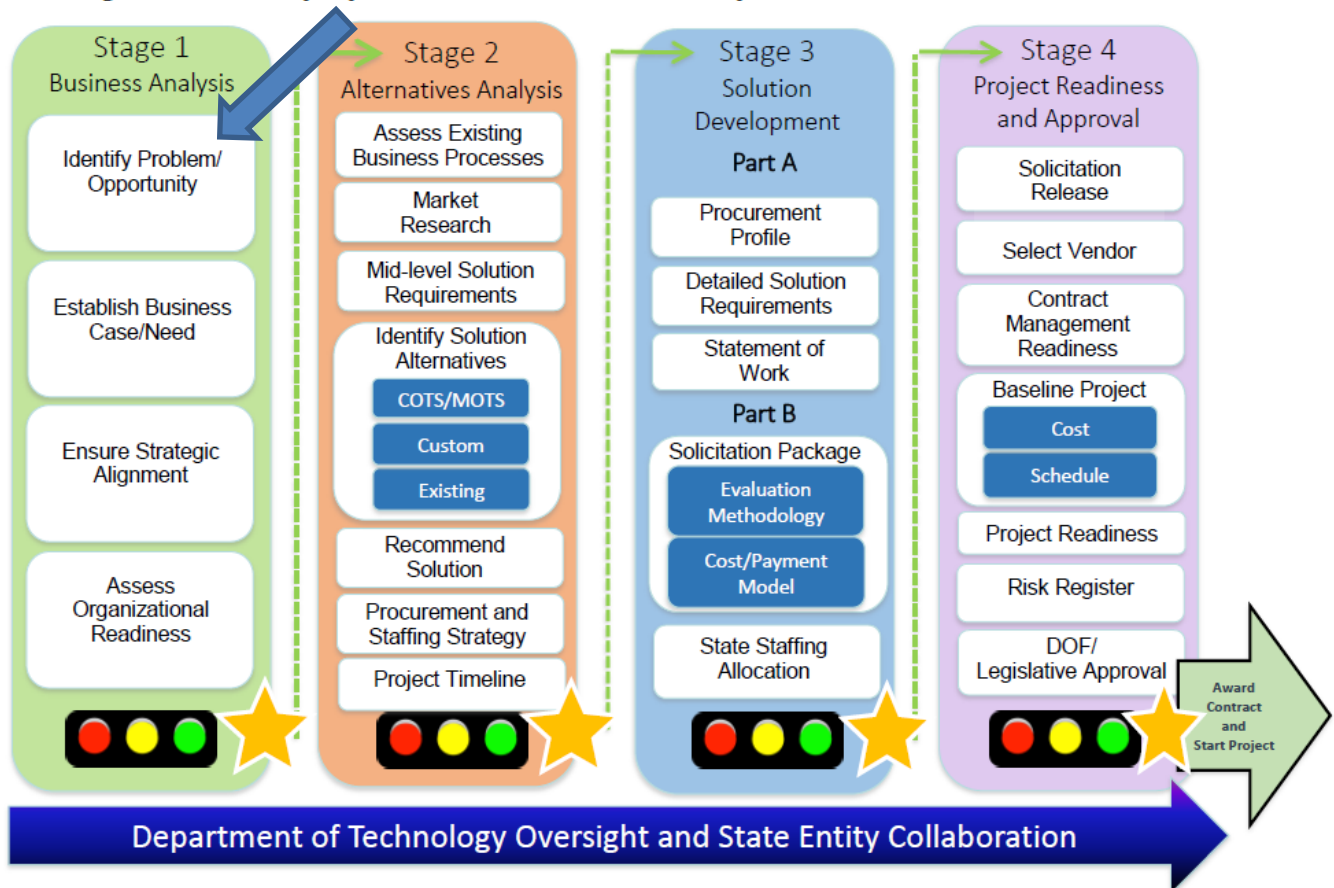 Stage 1
Business Analysis
Identify Problem/
Opportunity
Establish Business
Case/Need
Ensure Strategic
Alignment
Assess
Organizational
Readiness
Stage 2
Alternatives Analysis
Assess Existing
Business Processes
Market
Research
Mid-level Solution
Requirements
Identify Solution
Alternatives
COTS/MOTS
Custom
Existing
Recommend
Solution
Procurement and
Staffing Strategy
Project Timeline
Stage 3
Solution
Development
Part A
Procurement
Profile
Detailed Solution
Requirements
Statement of
Work
Part B
Solicitation Package
Evaluation
Methodology
Cost/Payment
Model
State Staffing
Allocation
Stage 4
Project Readiness
and Approval
Solicitation
Release
Select Vendor
Contract
Management
Readiness
Baseline Project
Cost
Schedule
Project Readiness
Risk Register
DOF/
Legislative Approval
Award
Contract
and
Start Project
Department of Technology Oversight and State Entity Collaboration